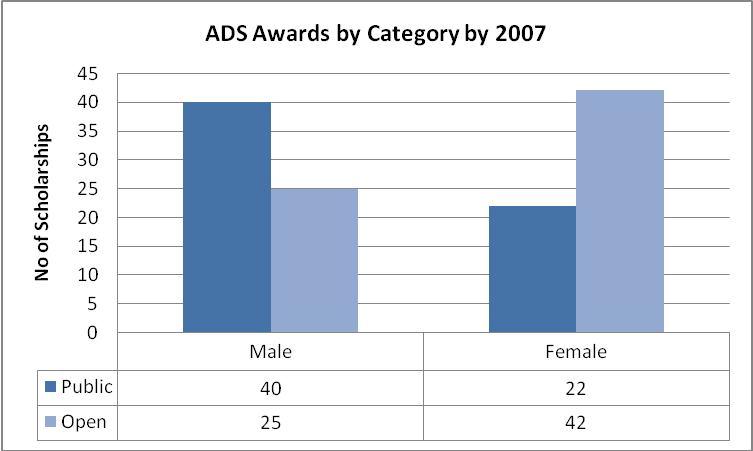 ADS Awards by Category by 2007
No of Scholarships
45
40
35
30
25
20
15
10
5
0
Male Female
Public 40 22
Open 25 42